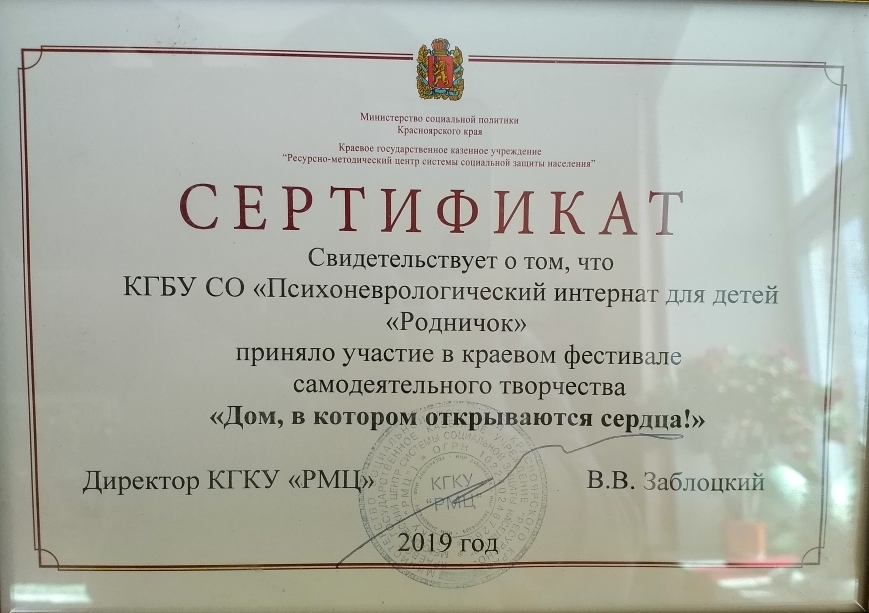 Министерство социальной политики
Красноярского края
Краевое государственное казенное учреждение
"Ресурсно-методический центр системы социальной защиты населения"
СЕРТИФИКАТ
Свидетельствует о том, что
КГБУ СО «Психоневрологический интернат для детей
«Родничок»
приняло участие в краевом фестивале
самодеятельного творчества
«Дом, в котором открываются сердца!»
Директор КГКУ «РМЦ» В.В. Заблоцкий
КГКУ
"РМЦ"
2019 год